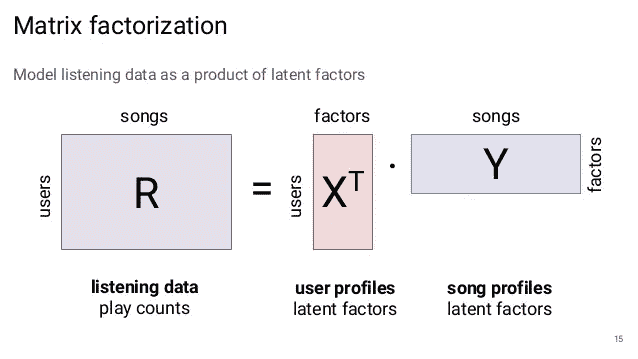 Matrix factorization
Model listening data as a product of latent factors
songs
factors
songs
users
R
=
users
X^T
.
Y
factors
listening data
play counts
user profiles
latent factors
song profiles
latent factors
15